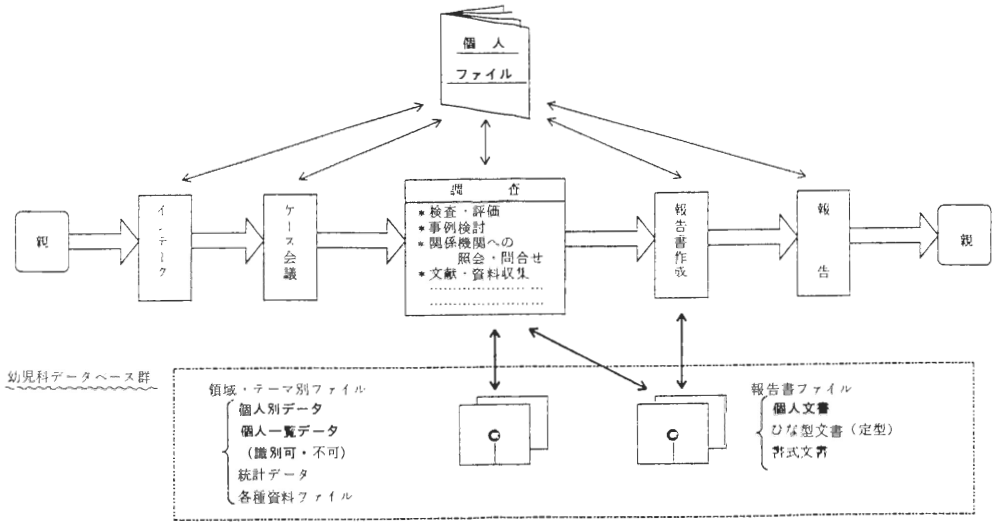 個人
ファイル
親
インテーク
ケース会議
調査
＊検査・評価
＊事例検討
＊関係機関への
照会・問合せ
＊文献・資料収集
報告書作成
報告
親
幼児科データベース群
領域・テーマ別ファイル
個人別データ
個人一覧データ
（識別可・不可）
統計データ
各種資料ファイル
報告書ファイル
個人文書
ひな型文書（定型）
書式文書